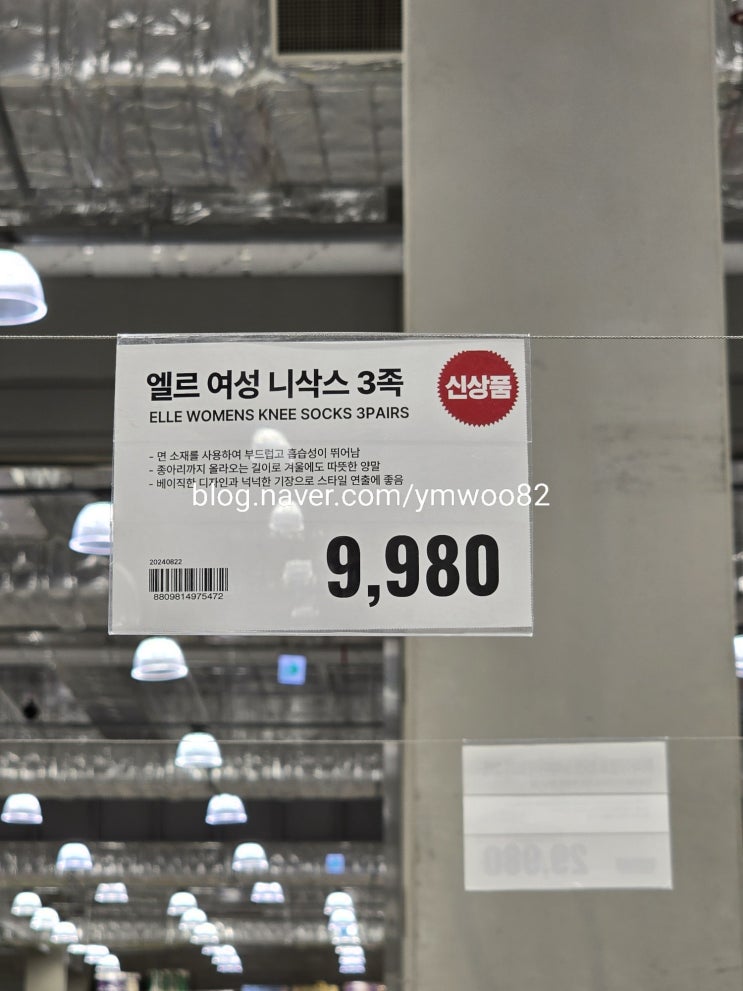 엘르 여성 니삭스 3족
신상품
ELLE WOMENS KNEE SOCKS 3PAIRS
- 면 소재를 사용하여 부드럽고 흡습성이 뛰어남
- 종아리까지 올라오는 길이로 겨울에도 따뜻한 양말
- 베이직한 디자인과 넉넉한 기장으로 스타일 연출에 좋음
blog.naver.com/ymwoo82
20240822
9,980
8809814975472
29,980